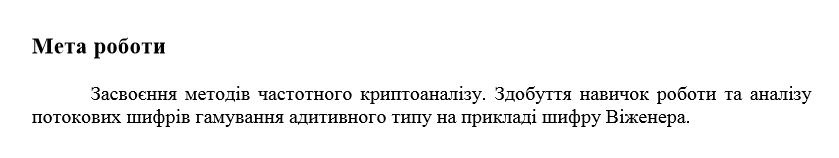 Мета роботи
Засвоєння методів частотного криптоаналізу. Здобуття навичок роботи та аналізу
потокових шифрів гамування адитивного типу на прикладі шифру Віженера.